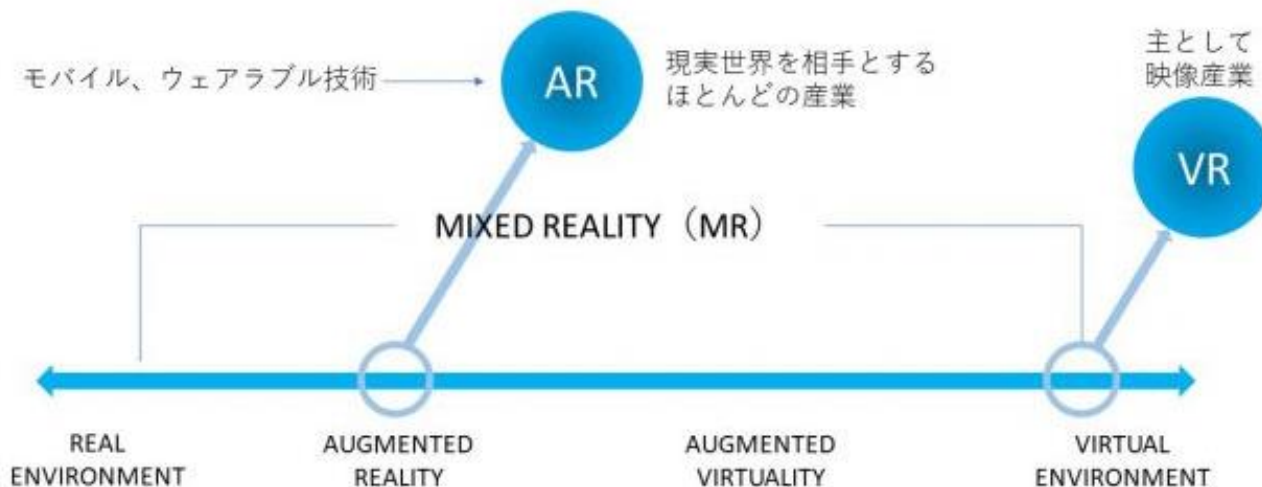 モバイル、ウェアラブル技術
AR
現実世界を相手とする
ほとんどの産業
主として
映像産業
VR
MIXED REALITY（MR）
REAL
ENVIRONMENT
AUGMENTED
REALITY
AUGMENTED
VIRTUALITY
VIRTUAL
ENVIRONMENT